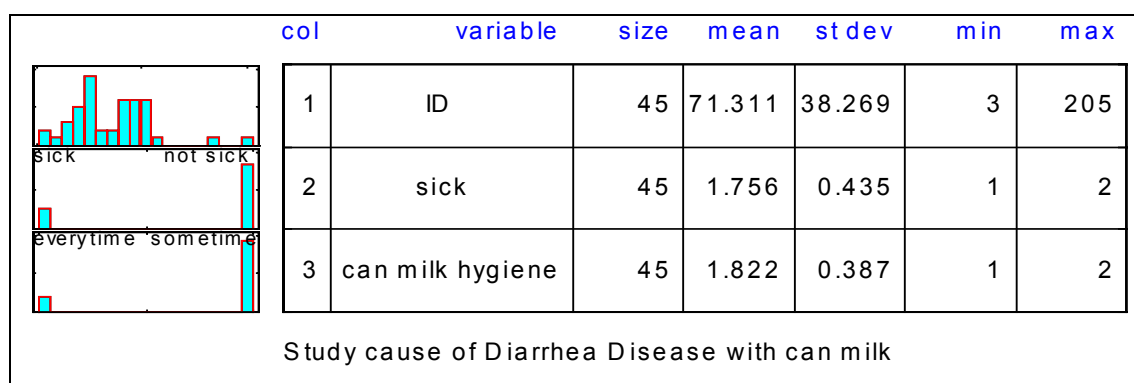 col variable size mean st dev min max
1 ID 45 71.311 38.269 3 205
sick not sick
2 sick 45 1.756 0.435 1 2
everytime sometime
3 can milk hygiene 45 1.822 0.387 1 2
Study cause of Diarrhea Disease with can milk